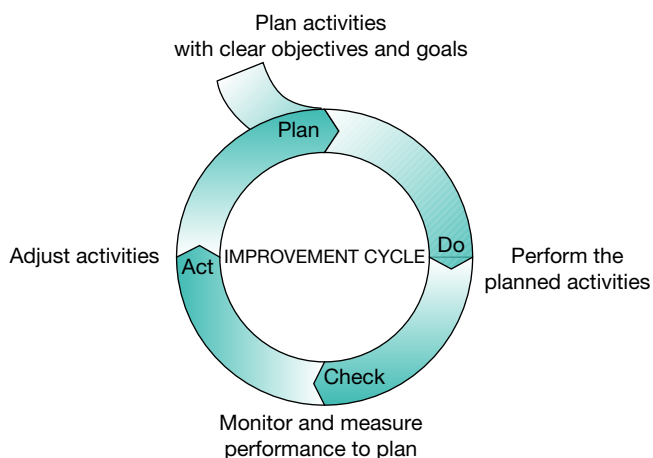 Plan activities
with clear objectives and goals
Plan
Do
Perform the
planned activities
Adjust activities
Act
IMPROVEMENT CYCLE
Check
Monitor and measure
performance to plan